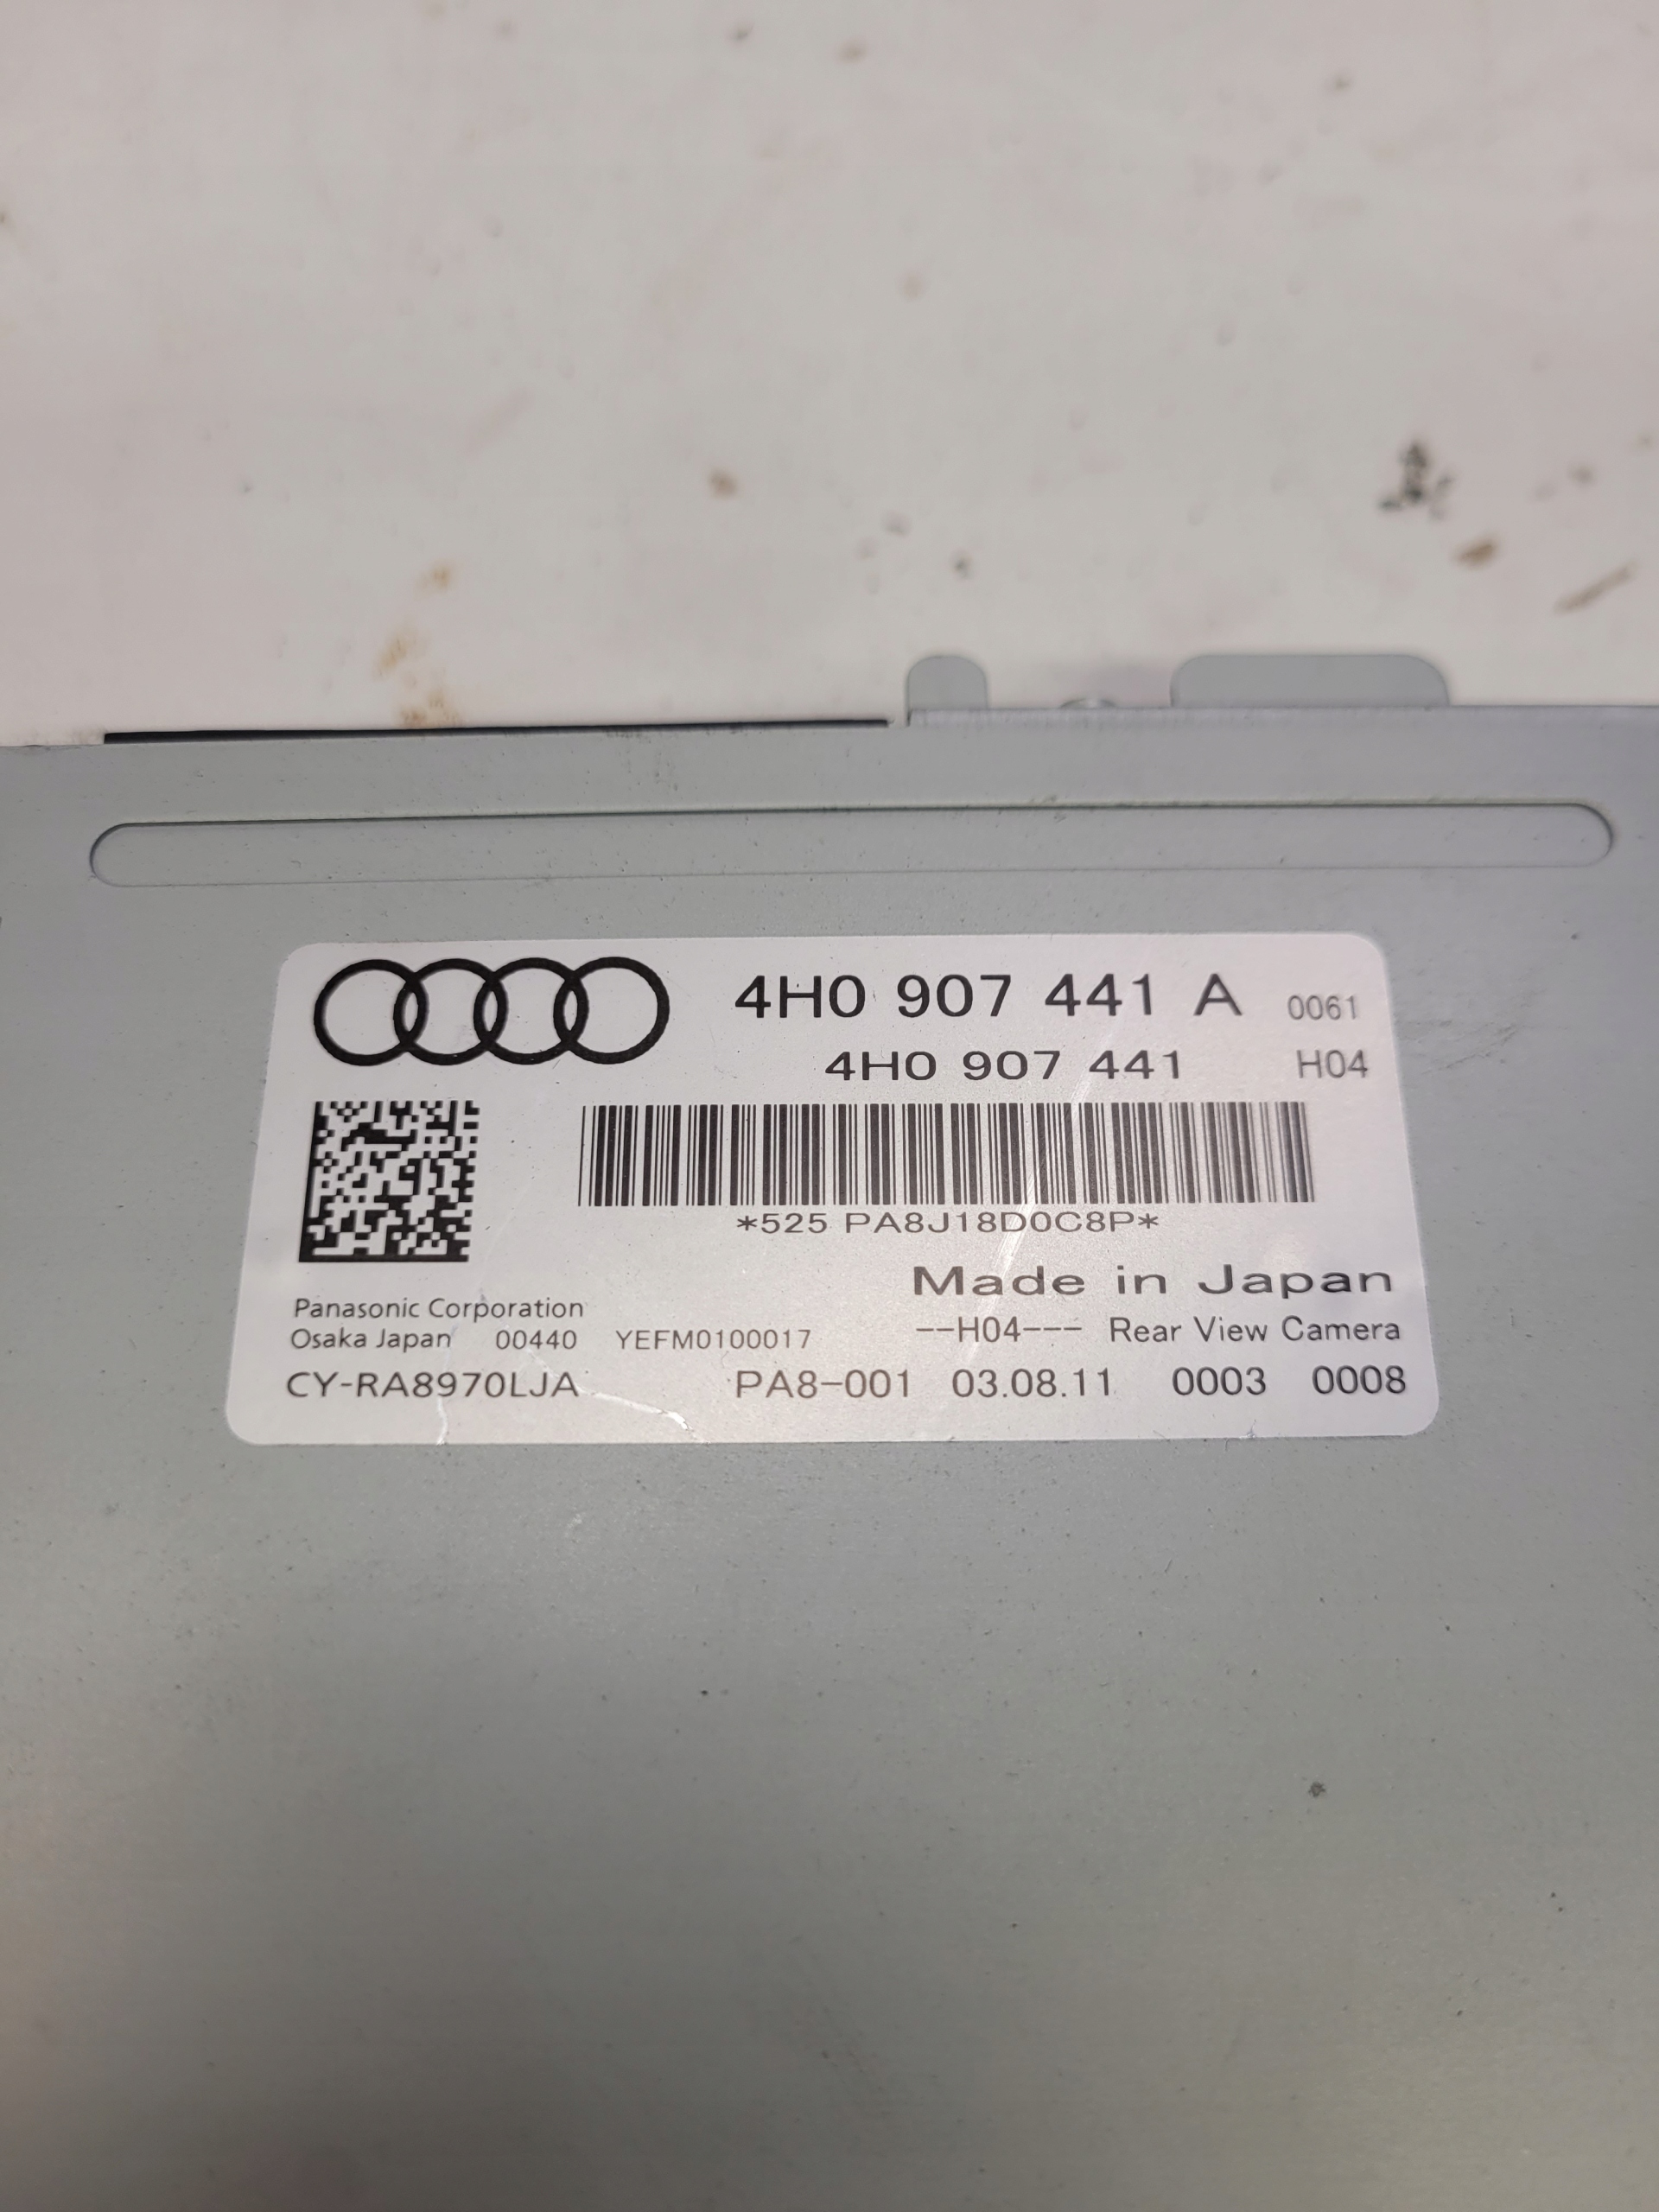 4H0 907 441 A 0061
4H0 907 441 H04
*525 PA8J18D0C8P*
Made in Japan
Panasonic Corporation
Osaka Japan 00440 YEFM0100017 --H04--- Rear View Camera
CY-RA8970LJA PA8-001 03.08.11 0003 0008